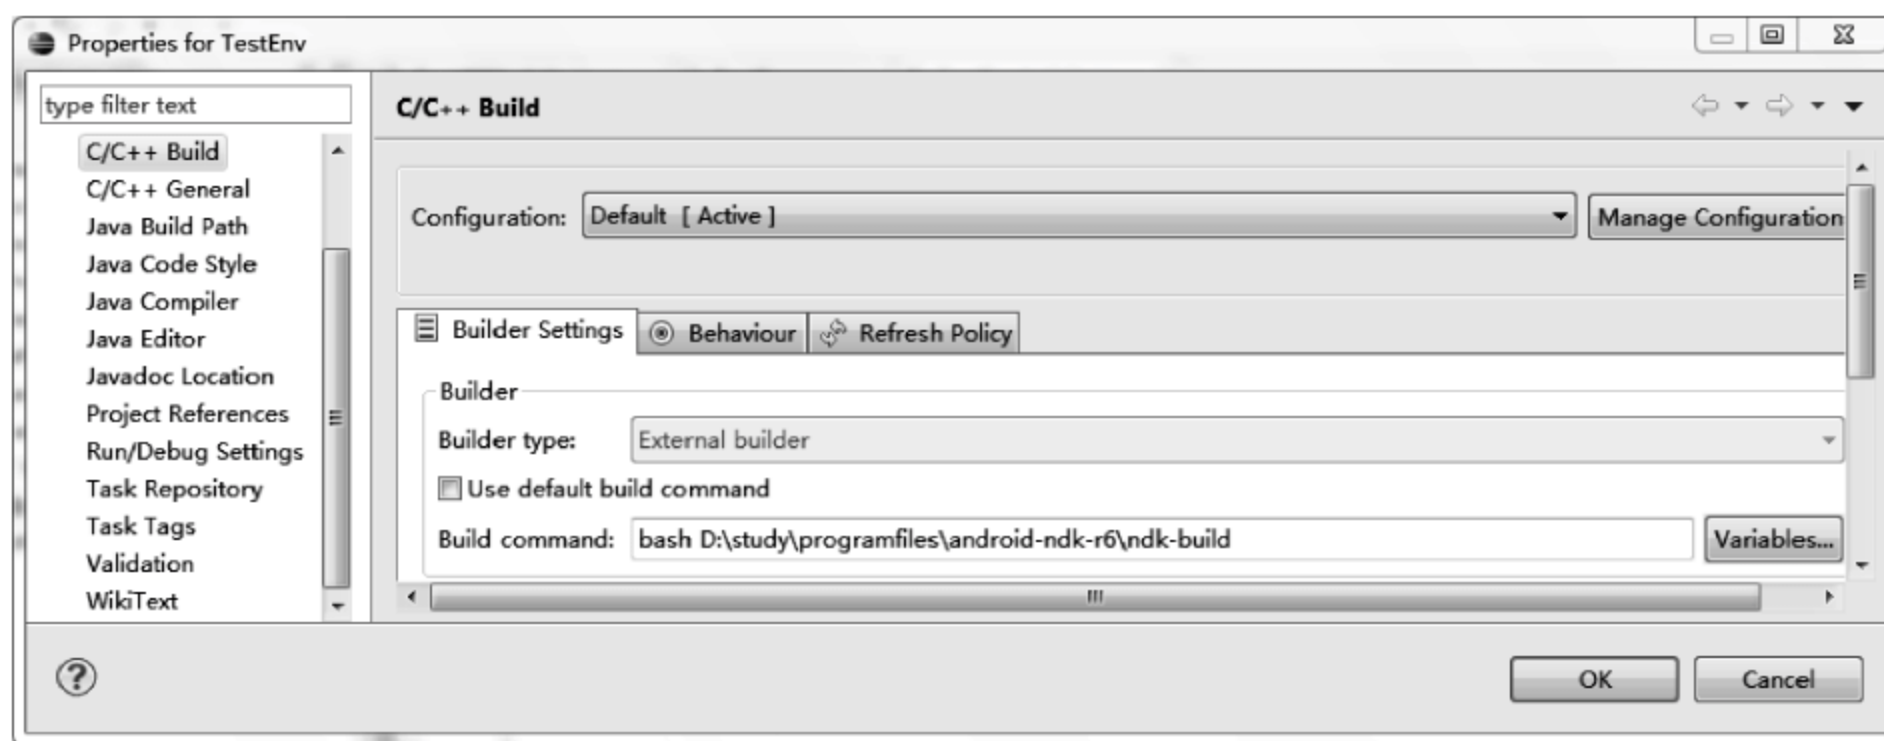 Properties for TestEnv
type filter text
C/C++ Build
C/C++ General
Java Build Path
Java Code Style
Java Compiler
Java Editor
Javadoc Location
Project References
Run/Debug Settings
Task Repository
Task Tags
Validation
WikiText
C/C++ Build
Configuration: Default [ Active ] Manage Configuration
Builder Settings Behaviour Refresh Policy
Builder
Builder type: External builder
Use default build command
Build command: bash D:\study\programfiles\android-ndk-r6\ndk-build Variables...
OK Cancel